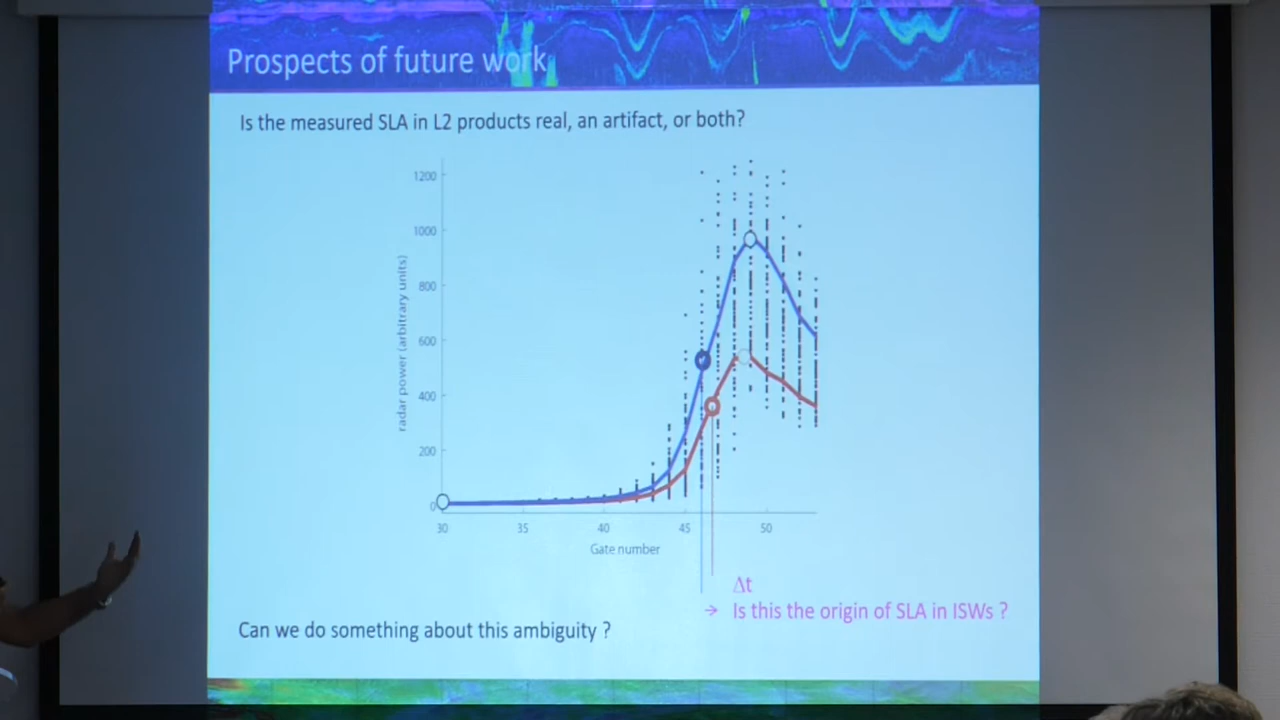 Prospects of future work
Is the measured SLA in L2 products real, an artifact, or both?
1200
1000
800
600
400
200
0
radar power (arbitrary units)
30 35 40 45 50
Gate number
Δt
→ Is this the origin of SLA in ISWs ?
Can we do something about this ambiguity ?